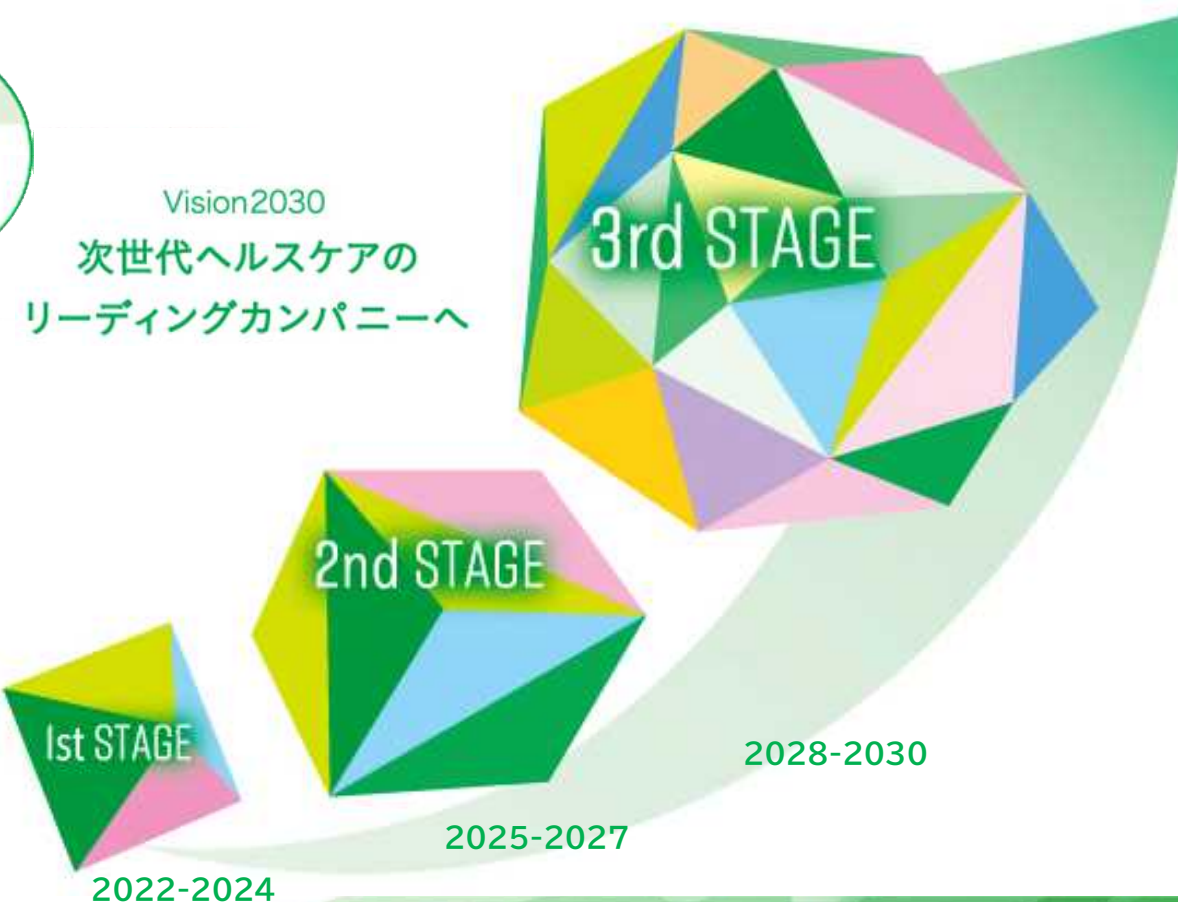 Vision2030
次世代ヘルスケアの
リーディングカンパニーへ
3rd STAGE
2nd STAGE
1st STAGE
2028-2030
2025-2027
2022-2024